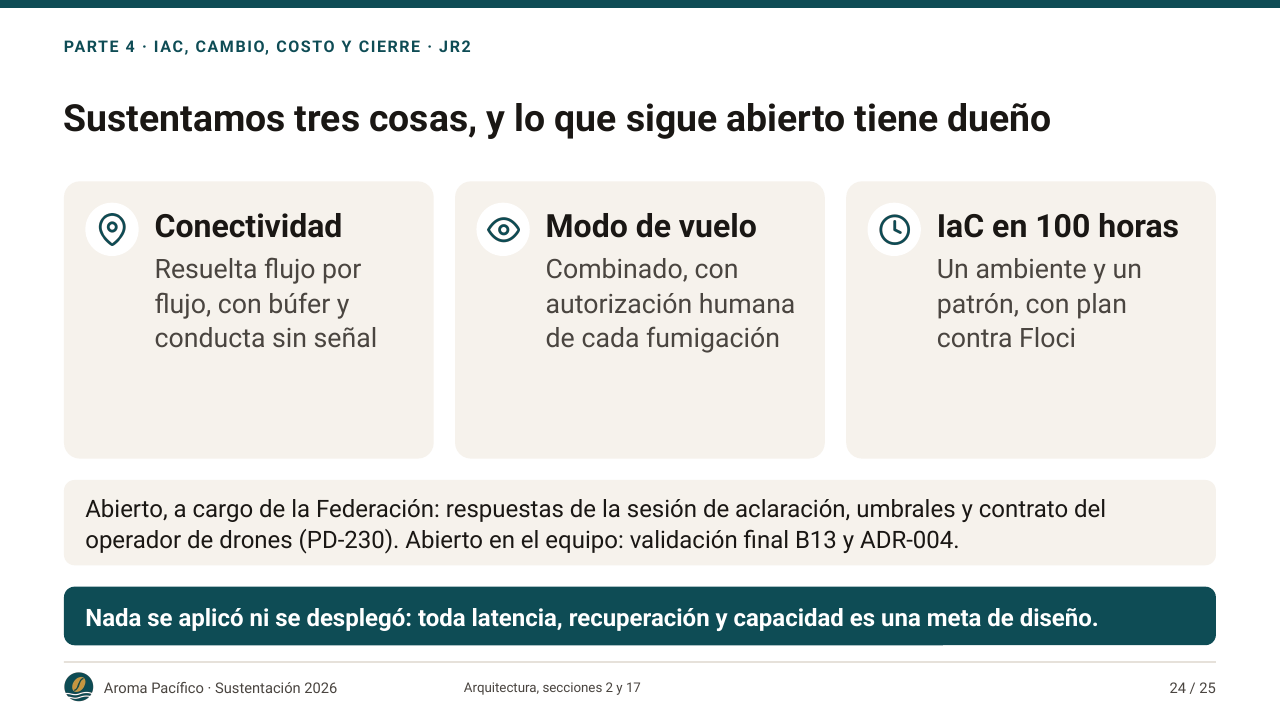 PARTE 4 · IAC, CAMBIO, COSTO Y CIERRE · JR2
Sustentamos tres cosas, y lo que sigue abierto tiene dueño
Conectividad
Resuelta flujo por
flujo, con búfer y
conducta sin señal
Modo de vuelo
Combinado, con
autorización humana
de cada fumigación
IaC en 100 horas
Un ambiente y un
patrón, con plan
contra Floci
Abierto, a cargo de la Federación: respuestas de la sesión de aclaración, umbrales y contrato del
operador de drones (PD-230). Abierto en el equipo: validación final B13 y ADR-004.
Nada se aplicó ni se desplegó: toda latencia, recuperación y capacidad es una meta de diseño.
Aroma Pacífico · Sustentación 2026
Arquitectura, secciones 2 y 17
24 / 25